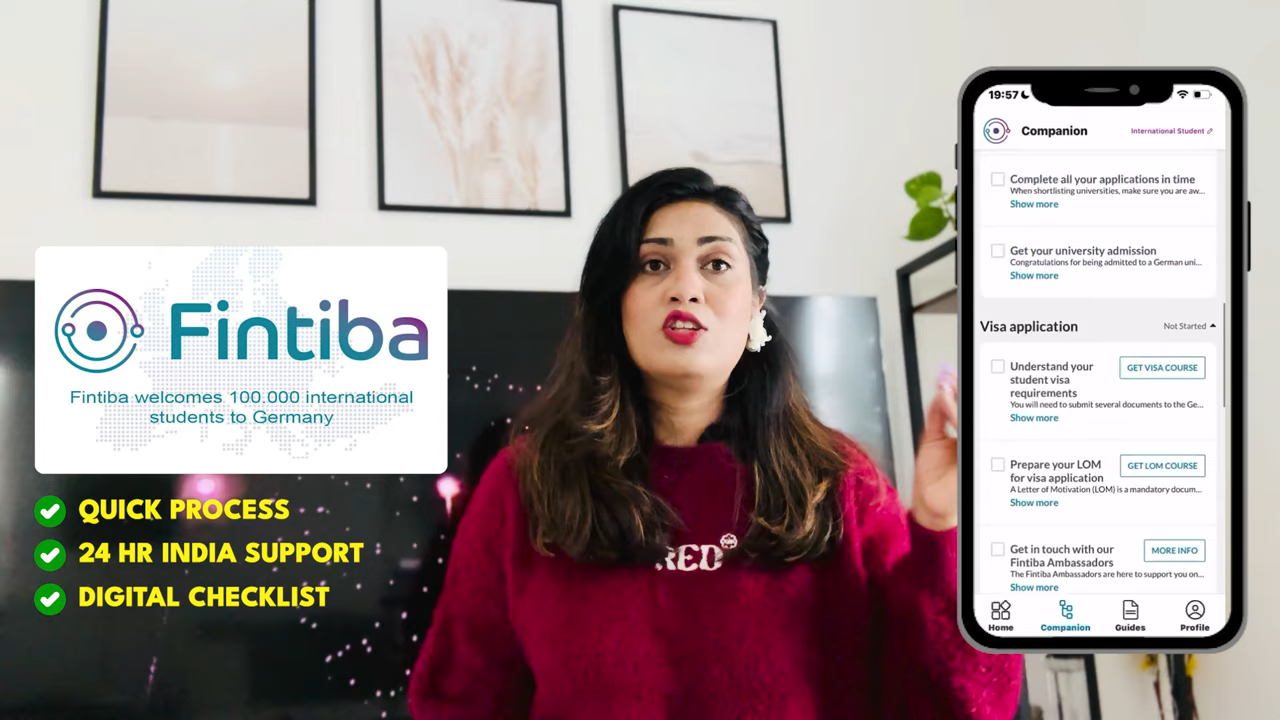 Fintiba
Fintiba welcomes 100.000 international
students to Germany
QUICK PROCESS
24 HR INDIA SUPPORT
DIGITAL CHECKLIST
RED
19:57
Companion
International Student
Complete all your applications in time
When shortlisting universities, make sure you are aw...
Show more
Get your university admission
Congratulations for being admitted to a German uni...
Show more
Visa application
Not Started
Understand your
student visa
requirements
GET VISA COURSE
You will need to submit several documents to the Ge...
Show more
Prepare your LOM
for visa application
GET LOM COURSE
A Letter of Motivation (LOM) is a mandatory docum...
Show more
Get in touch with our
Fintiba Ambassadors
MORE INFO
The Fintiba Ambassadors are here to support you on...
Show more
Home
Companion
Guides
Profile